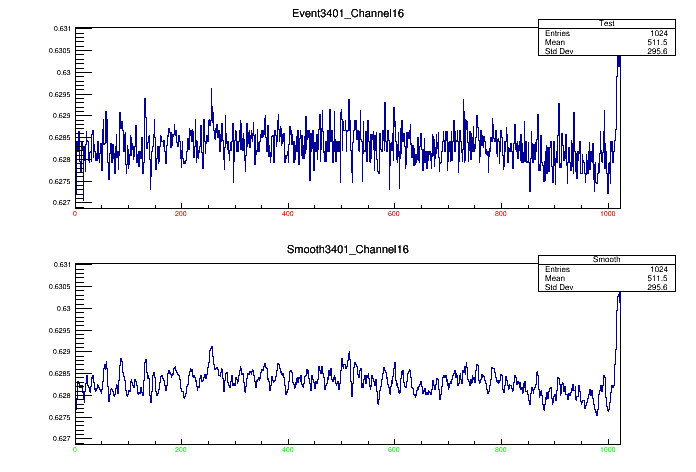 Event3401_Channel16
Test
Entries 1024
Mean 511.5
Std Dev 295.6
0.631
0.6305
0.63
0.6295
0.629
0.6285
0.628
0.6275
0.627
0 200 400 600 800 1000
Smooth3401_Channel16
Smooth
Entries 1024
Mean 511.5
Std Dev 295.6
0.631
0.6305
0.63
0.6295
0.629
0.6285
0.628
0.6275
0.627
0 200 400 600 800 1000